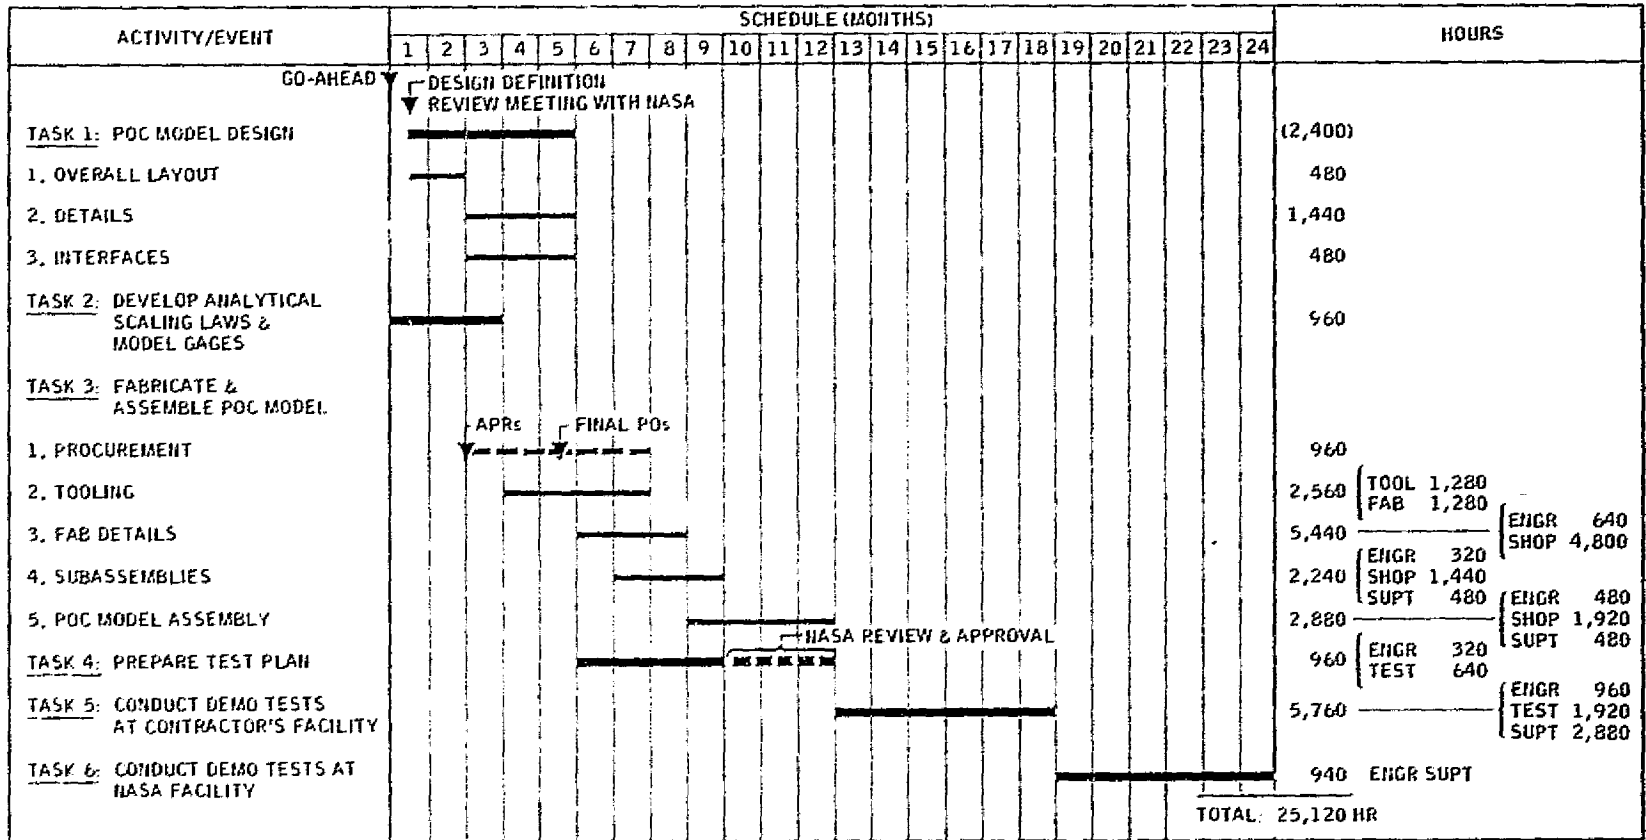 ACTIVITY/EVENT
SCHEDULE (MONTHS)
HOURS
1 2 3 4 5 6 7 8 9 10 11 12 13 14 15 16 17 18 19 20 21 22 23 24
GO-AHEAD
DESIGN DEFINITION
REVIEW MEETING WITH NASA
TASK 1: POC MODEL DESIGN (2,400)
1. OVERALL LAYOUT 480
2. DETAILS 1,440
3. INTERFACES 480
TASK 2: DEVELOP ANALYTICAL
SCALING LAWS & 960
MODEL GAGES
TASK 3: FABRICATE &
ASSEMBLE POC MODEL
APRs FINAL POs
1. PROCUREMENT 960
2. TOOLING 2,560
TOOL 1,280
FAB 1,280
3. FAB DETAILS 5,440
ENGR 640
SHOP 4,800
4. SUBASSEMBLIES 2,240
ENGR 320
SHOP 1,440
SUPT 480
5. POC MODEL ASSEMBLY 2,880
ENGR 480
SHOP 1,920
SUPT 480
NASA REVIEW & APPROVAL
TASK 4: PREPARE TEST PLAN 960
ENGR 320
TEST 640
TASK 5: CONDUCT DEMO TESTS 5,760
AT CONTRACTOR'S FACILITY
ENGR 960
TEST 1,920
SUPT 2,880
TASK 6: CONDUCT DEMO TESTS AT 940 ENGR SUPT
NASA FACILITY
TOTAL: 25,120 HR